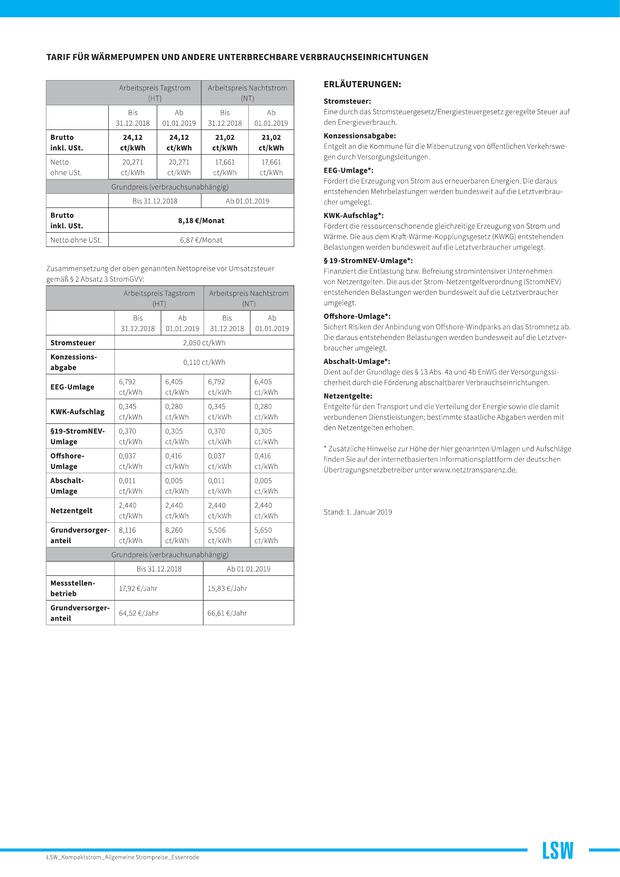 TARIF FÜR WÄRMEPUMPEN UND ANDERE UNTERBRECHBARE VERBRAUCHSEINRICHTUNGEN
Arbeitspreis Tagstrom Arbeitspreis Nachtstrom
(HT) (NT)
Bis Ab Bis Ab
31.12.2018 01.01.2019 31.12.2018 01.01.2019
Brutto 24,12 24,12 21,02 21,02
inkl. USt. ct/kWh ct/kWh ct/kWh ct/kWh
Netto 20,271 20,271 17,661 17,661
ohne USt. ct/kWh ct/kWh ct/kWh ct/kWh
Grundpreis (verbrauchsunabhängig)
Bis 31.12.2018 Ab 01.01.2019
Brutto
inkl. USt. 8,18 €/Monat
Netto ohne USt. 6,87 €/Monat
Zusammensetzung der oben genannten Nettopreise vor Umsatzsteuer
gemäß § 2 Absatz 3 StromGVV:
Arbeitspreis Tagstrom Arbeitspreis Nachtstrom
(HT) (NT)
Bis Ab Bis Ab
31.12.2018 01.01.2019 31.12.2018 01.01.2019
Stromsteuer 2,050 ct/kWh
Konzessions-
abgabe 0,110 ct/kWh
EEG-Umlage 6,792 6,405 6,792 6,405
ct/kWh ct/kWh ct/kWh ct/kWh
KWK-Aufschlag 0,345 0,280 0,345 0,280
ct/kWh ct/kWh ct/kWh ct/kWh
§19-StromNEV- 0,370 0,305 0,370 0,305
Umlage ct/kWh ct/kWh ct/kWh ct/kWh
Offshore- 0,037 0,416 0,037 0,416
Umlage ct/kWh ct/kWh ct/kWh ct/kWh
Abschalt- 0,011 0,005 0,011 0,005
Umlage ct/kWh ct/kWh ct/kWh ct/kWh
Netzentgelt 2,440 2,440 2,440 2,440
ct/kWh ct/kWh ct/kWh ct/kWh
Grundversorger- 8,116 8,260 5,506 5,650
anteil ct/kWh ct/kWh ct/kWh ct/kWh
Grundpreis (verbrauchsunabhängig)
Bis 31.12.2018 Ab 01.01.2019
Messstellen-
betrieb 17,92 €/Jahr 15,83 €/Jahr
Grundversorger-
anteil 64,52 €/Jahr 66,61 €/Jahr
ERLÄUTERUNGEN:
Stromsteuer:
Eine durch das Stromsteuergesetz/Energiesteuergesetz geregelte Steuer auf
den Energieverbrauch.
Konzessionsabgabe:
Entgelt an die Kommune für die Mitbenutzung von öffentlichen Verkehrswe-
gen durch Versorgungsleitungen.
EEG-Umlage*:
Fördert die Erzeugung von Strom aus erneuerbaren Energien. Die daraus
entstehenden Mehrbelastungen werden bundesweit auf die Letztverbrau-
cher umgelegt.
KWK-Aufschlag*:
Fördert die ressourcenschonende gleichzeitige Erzeugung von Strom und
Wärme. Die aus dem Kraft-Wärme-Kopplungsgesetz (KWKG) entstehenden
Belastungen werden bundesweit auf die Letztverbraucher umgelegt.
§ 19-StromNEV-Umlage*:
Finanziert die Entlastung bzw. Befreiung stromintensiver Unternehmen
von Netzentgelten. Die aus der Strom-Netzentgeltverordnung (StromNEV)
entstehenden Belastungen werden bundesweit auf die Letztverbraucher
umgelegt.
Offshore-Umlage*:
Sichert Risiken der Anbindung von Offshore-Windparks an das Stromnetz ab.
Die daraus entstehenden Belastungen werden bundesweit auf die Letztver-
braucher umgelegt.
Abschalt-Umlage*:
Dient auf der Grundlage des § 13 Abs. 4a und 4b EnWG der Versorgungssi-
cherheit durch die Förderung abschaltbarer Verbrauchseinrichtungen.
Netzentgelte:
Entgelte für den Transport und die Verteilung der Energie sowie die damit
verbundenen Dienstleistungen; bestimmte staatliche Abgaben werden mit
den Netzentgelten erhoben.
* Zusätzliche Hinweise zur Höhe der hier genannten Umlagen und Aufschläge
finden Sie auf der internetbasierten Informationsplattform der deutschen
Übertragungsnetzbetreiber unter www.netztransparenz.de.
Stand: 1. Januar 2019
LSW_Kompaktstrom_Allgemeine Strompreise_Essenrode
LSW